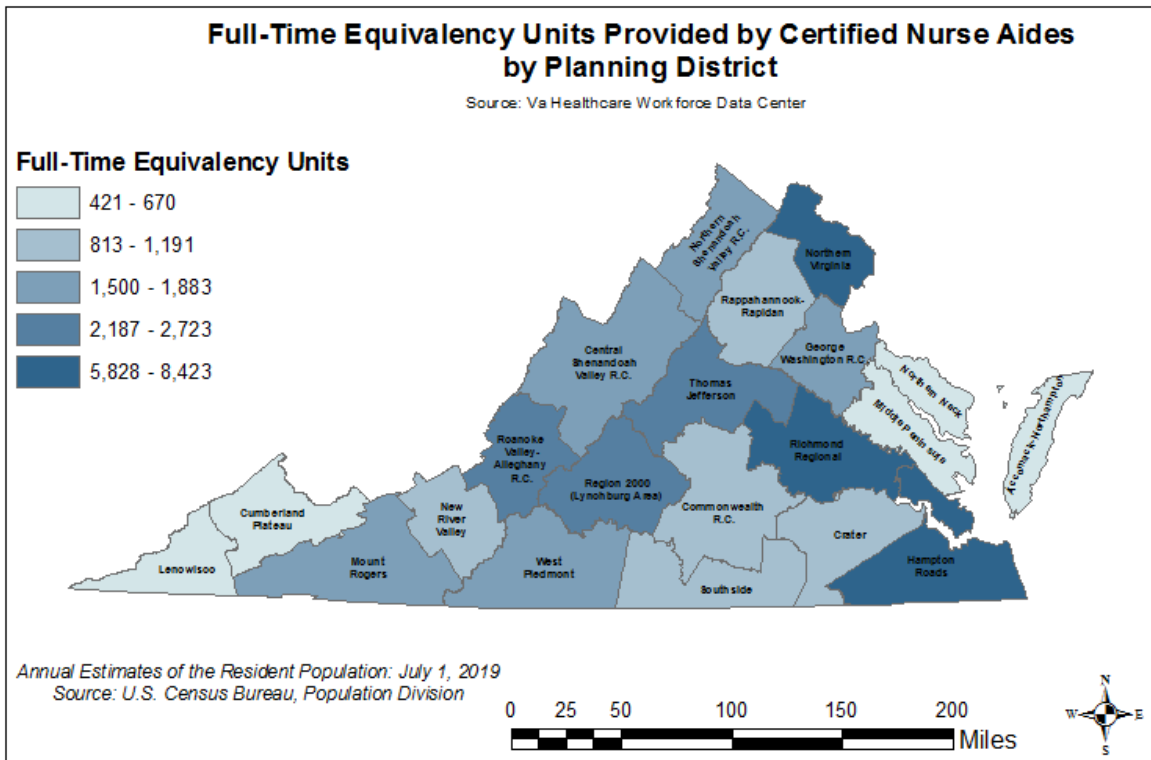 Full-Time Equivalency Units Provided by Certified Nurse Aides
by Planning District
Source: Va Healthcare Workforce Data Center
Full-Time Equivalency Units
421 - 670
813 - 1,191
1,500 - 1,883
2,187 - 2,723
5,828 - 8,423
Northern
Shenandoah
Valley R.C.
Northern
Virginia
Rappahannock-
Rapidan
Central
Shenandoah
Valley R.C.
George
Washington R.C.
Thomas
Jefferson
Northern Neck
Middle Peninsula
Accomack-Northampton
Richmond
Regional
Roanoke
Valley-
Alleghany
R.C.
Region 2000
(Lynchburg Area)
Commonwealth
R.C.
New
River
Valley
Cumberland
Plateau
Crater
Hampton
Roads
Lenowisco
Mount
Rogers
West
Piedmont
Southside
Annual Estimates of the Resident Population: July 1, 2019
Source: U.S. Census Bureau, Population Division
0 25 50 100 150 200
Miles
N
W E
S